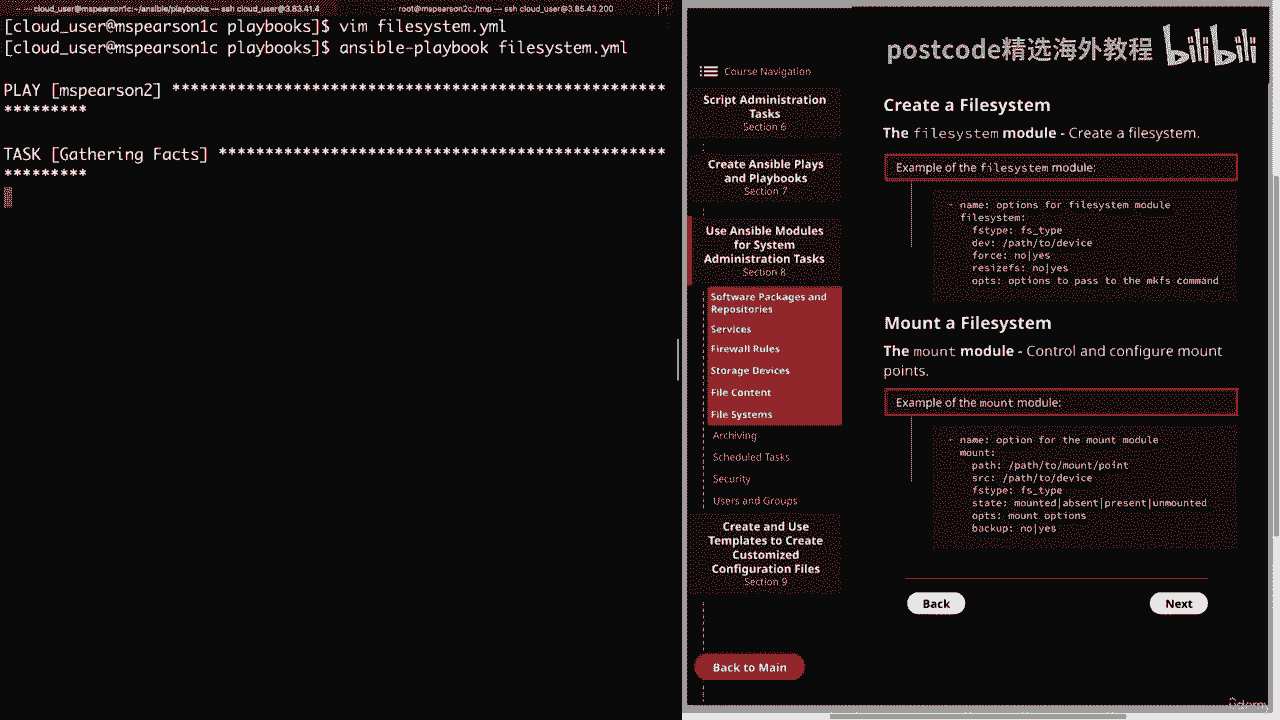 cloud_user@mspearson1c:~/ansible/playbooks — ssh cloud_user@3.83.41.4
root@mspearson2c:/tmp — ssh cloud_user@3.85.43.200
[cloud_user@mspearson1c playbooks]$ vim filesystem.yml
[cloud_user@mspearson1c playbooks]$ ansible-playbook filesystem.yml
PLAY [mspearson2] **************************************************
*********
TASK [Gathering Facts] *********************************************
*********
postcode精选海外教程 bilibili
Course Navigation
Script Administration
Tasks
Section 6
Create Ansible Plays
and Playbooks
Section 7
Use Ansible Modules
for System
Administration Tasks
Section 8
Software Packages and
Repositories
Services
Firewall Rules
Storage Devices
File Content
File Systems
Archiving
Scheduled Tasks
Security
Users and Groups
Create and Use
Templates to Create
Customized
Configuration Files
Section 9
Back to Main
Create a Filesystem
The filesystem module - Create a filesystem.
Example of the filesystem module:
- name: options for filesystem module
filesystem:
fstype: fs_type
dev: /path/to/device
force: no|yes
resizefs: no|yes
opts: options to pass to the mkfs command
Mount a Filesystem
The mount module - Control and configure mount
points.
Example of the mount module:
- name: option for the mount module
mount:
path: /path/to/mount/point
src: /path/to/device
fstype: fs_type
state: mounted|absent|present|unmounted
opts: mount options
backup: no|yes
Back
Next
ûdemy